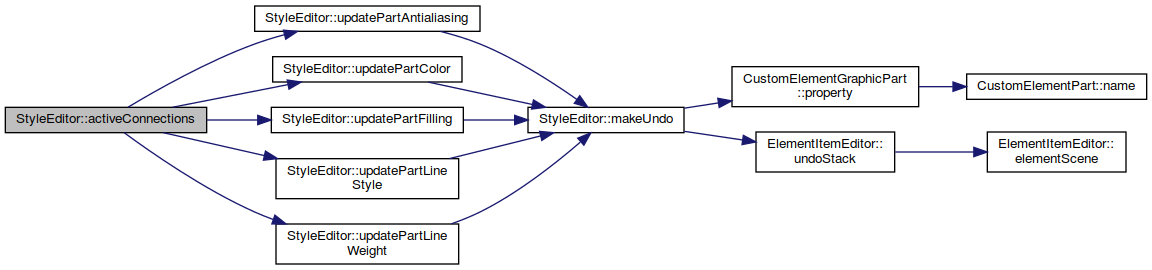 StyleEditor::activeConnections
StyleEditor::updatePartAntialiasing
StyleEditor::updatePartColor
StyleEditor::updatePartFilling
StyleEditor::updatePartLine
Style
StyleEditor::updatePartLine
Weight
StyleEditor::makeUndo
CustomElementGraphicPart
::property
ElementItemEditor::
undoStack
CustomElementPart::name
ElementItemEditor::
elementScene